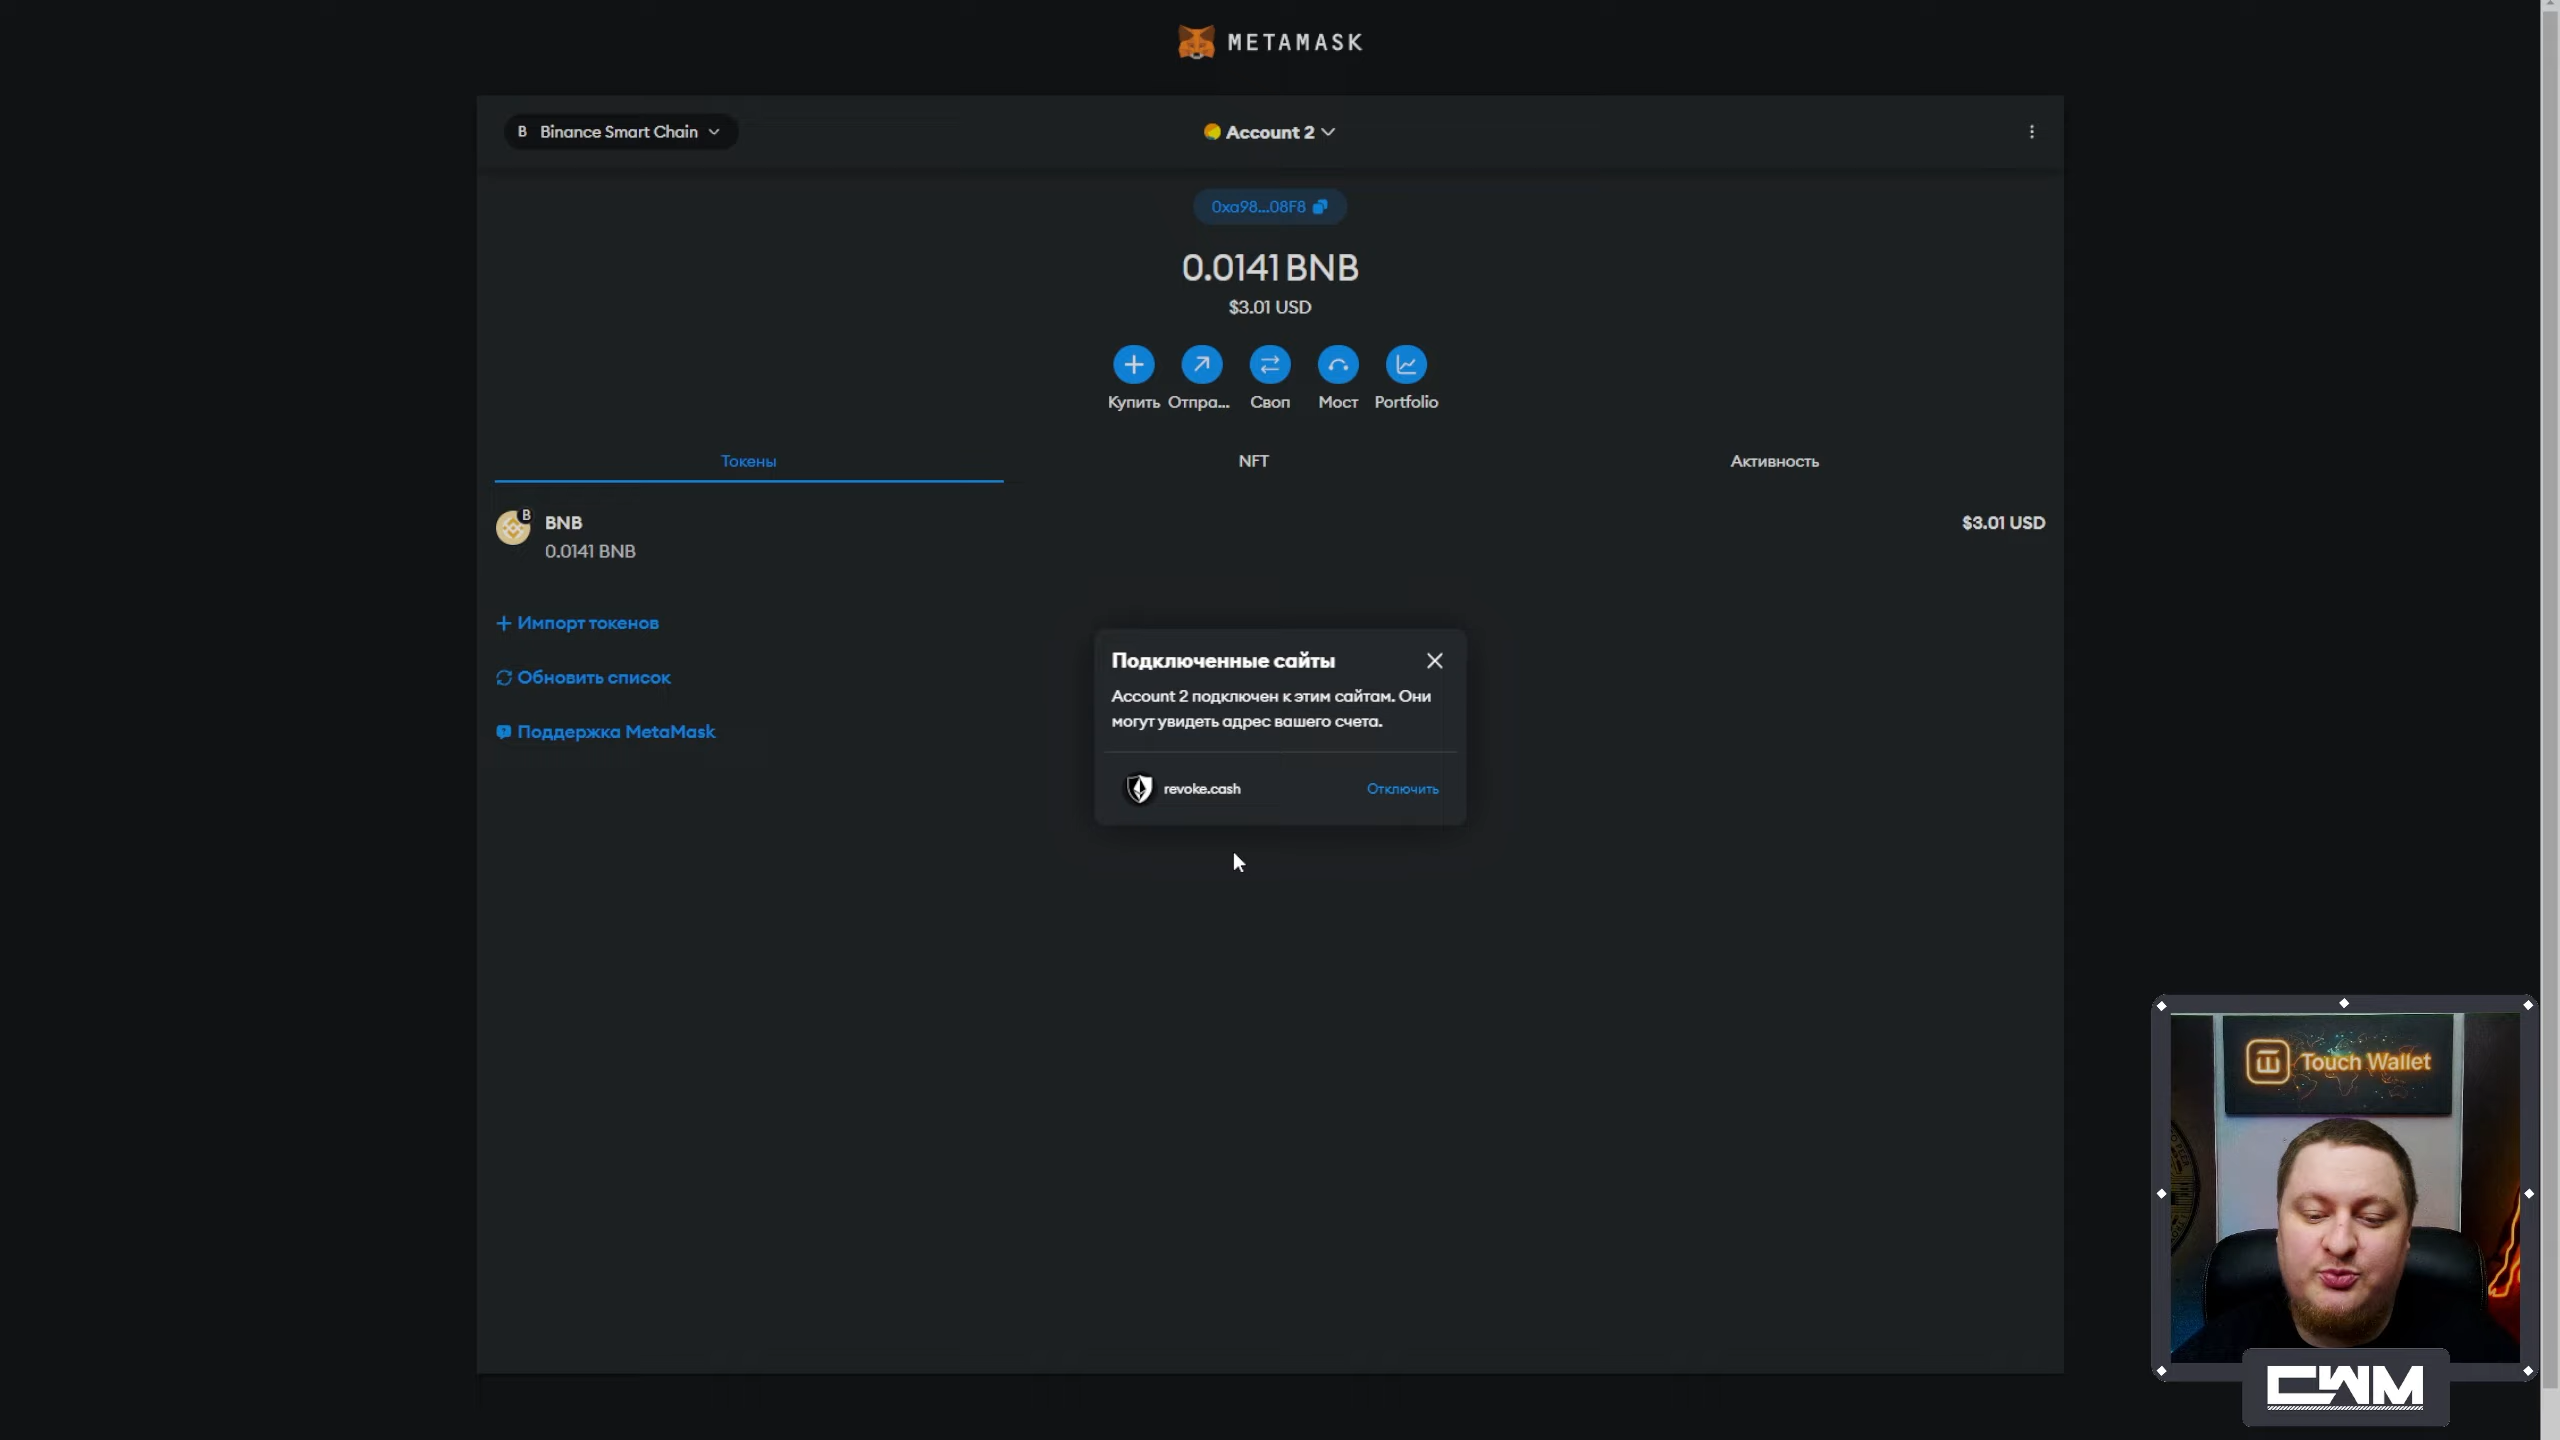 METAMASK
B Binance Smart Chain
Account 2
0xa98...08F8
0.0141 BNB
$3.01 USD
Купить Отпра... Своп Мост Portfolio
Токены NFT Активность
B
BNB $3.01 USD
0.0141 BNB
Импорт токенов
Обновить список
Поддержка MetaMask
Подключенные сайты
Account 2 подключен к этим сайтам. Они
могут увидеть адрес вашего счета.
revoke.cash Отключить
Touch Wallet
CWM